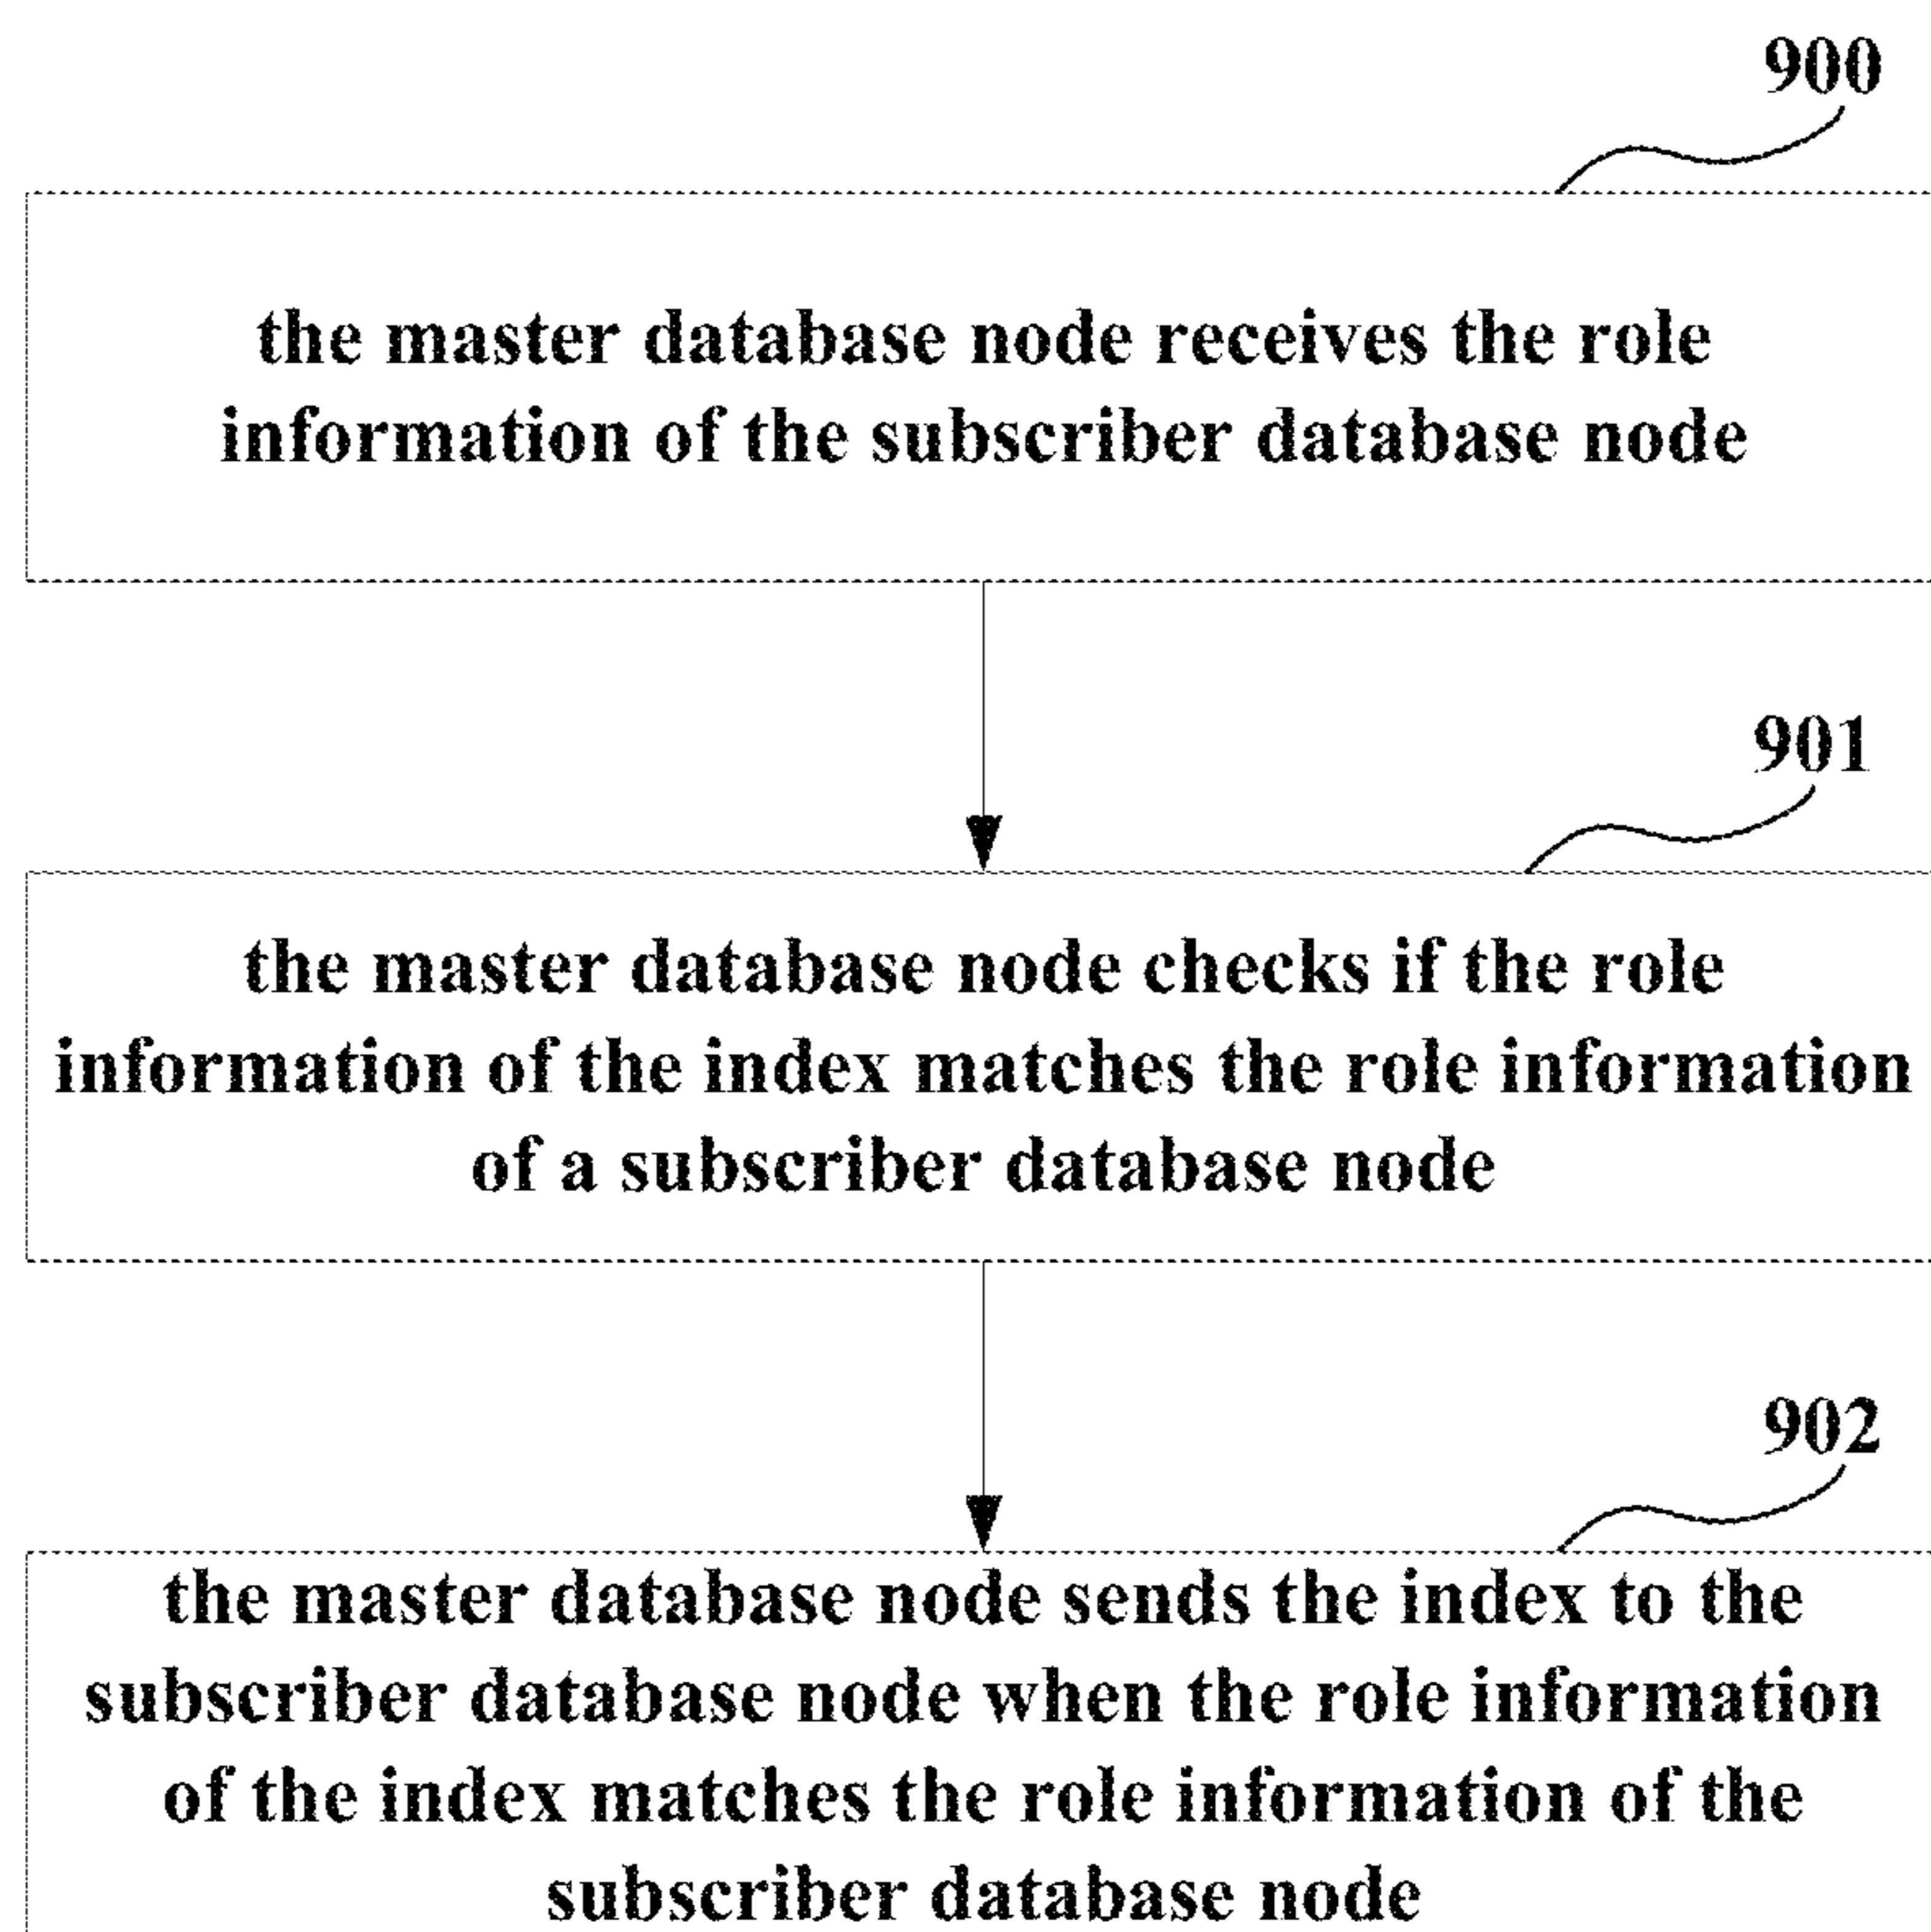 900
the master database node receives the role
information of the subscriber database node
901
the master database node checks if the role
information of the index matches the role information
of a subscriber database node
902
the master database node sends the index to the
subscriber database node when the role information
of the index matches the role information of the
subscriber database node